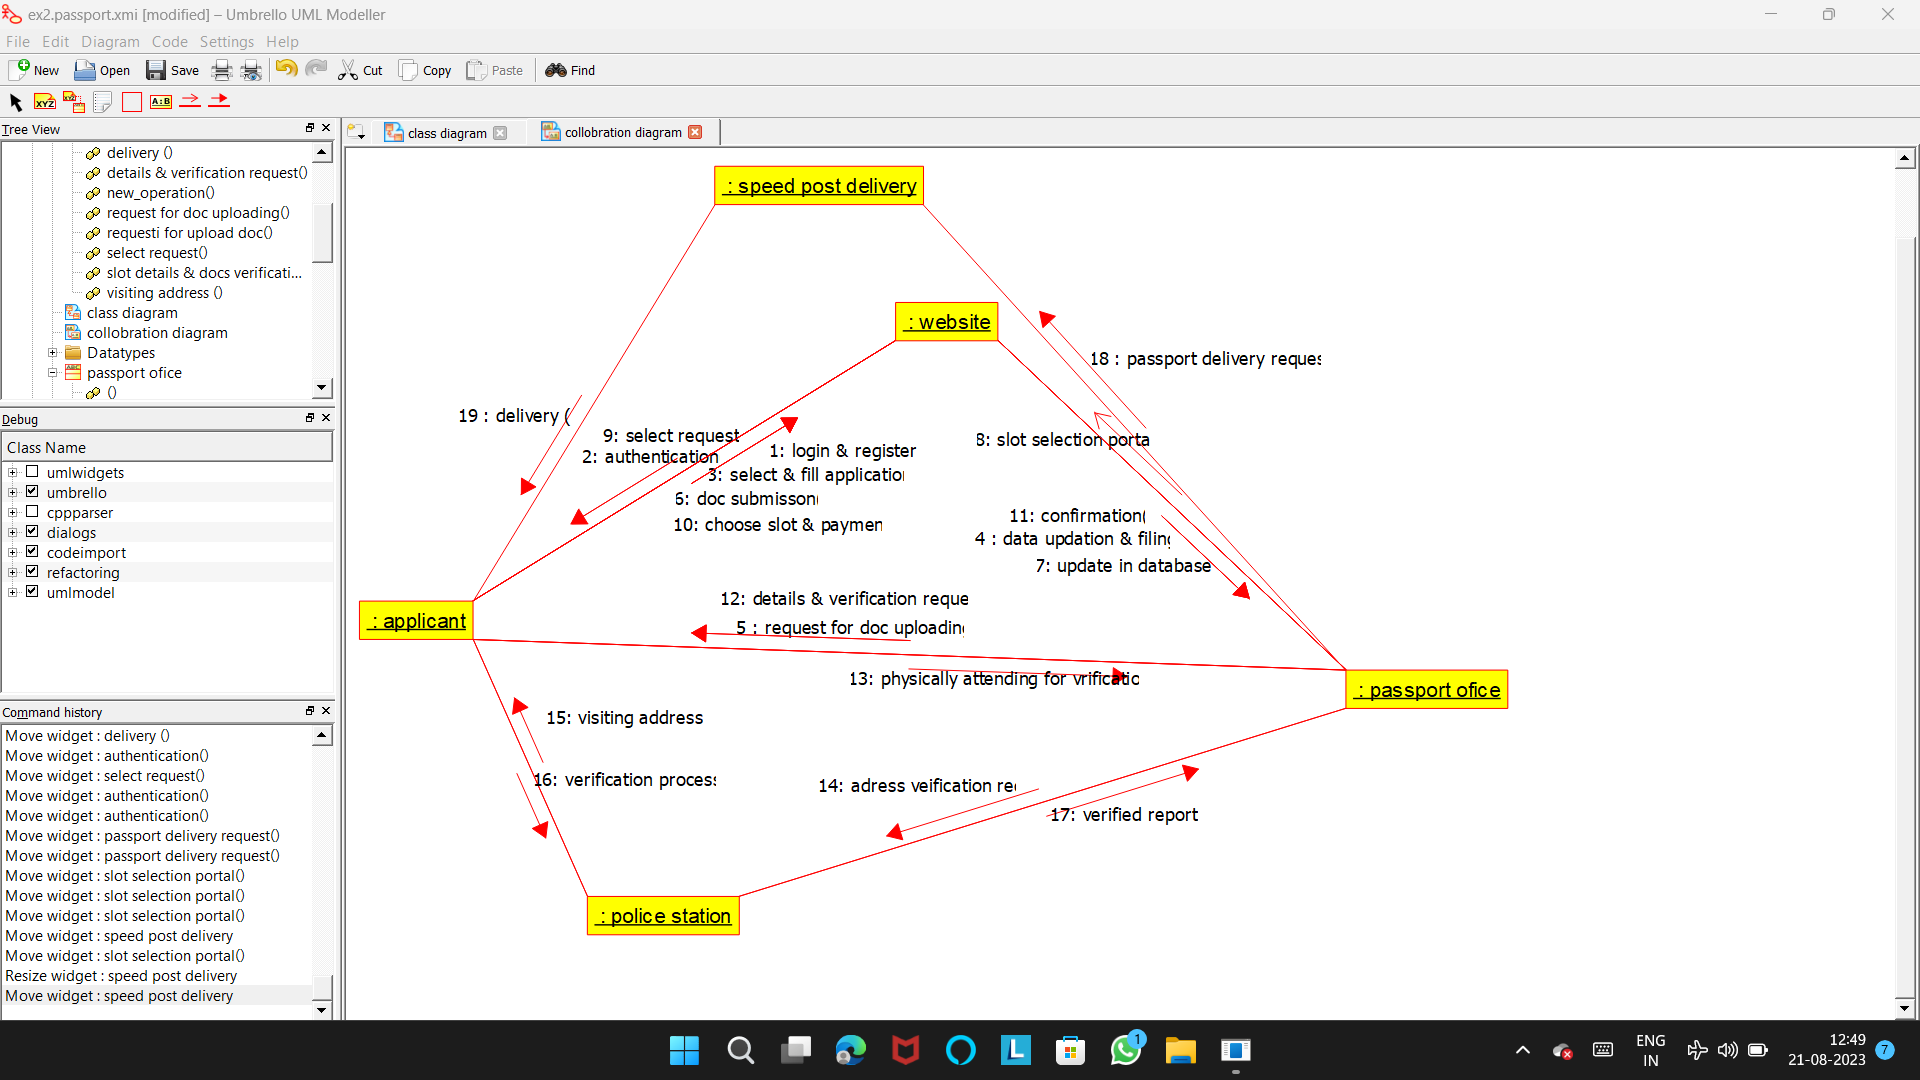 ex2.passport.xmi [modified] – Umbrello UML Modeller
File Edit Diagram Code Settings Help
New Open Save Cut Copy Paste Find
XYZ XYZ A:B
Tree View
delivery ()
details & verification request()
new_operation()
request for doc uploading()
requesti for upload doc()
select request()
slot details & docs verificati...
visiting address ()
class diagram
collobration diagram
Datatypes
passport ofice
()
Debug
Class Name
umlwidgets
umbrello
cppparser
dialogs
codeimport
refactoring
umlmodel
Command history
Move widget : delivery ()
Move widget : authentication()
Move widget : select request()
Move widget : authentication()
Move widget : authentication()
Move widget : passport delivery request()
Move widget : passport delivery request()
Move widget : slot selection portal()
Move widget : slot selection portal()
Move widget : slot selection portal()
Move widget : speed post delivery
Move widget : slot selection portal()
Resize widget : speed post delivery
Move widget : speed post delivery
class diagram
collobration diagram
: speed post delivery
: website
18 : passport delivery reques
19 : delivery (
9: select request
2: authentication
1: login & register
3: select & fill application
6: doc submisson(
10: choose slot & paymen
8: slot selection porta
11: confirmation(
4 : data updation & filing
7: update in database
12: details & verification reque
5 : request for doc uploading
: applicant
13: physically attending for vrificatic
: passport ofice
15: visiting address
16: verification process
14: adress veification re
17: verified report
: police station
1
ENG
IN
12:49
21-08-2023
7